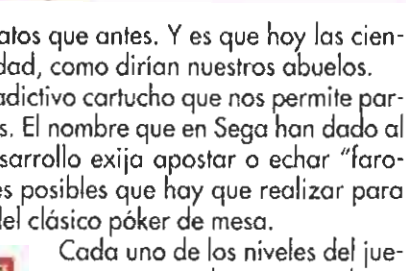 atos que antes. Y es que hoy las cien-
dad, como dirían nuestros abuelos.
adictivo cartucho que nos permite par-
s. El nombre que en Sega han dado al
sarrollo exija apostar o echar "faro-
es posibles que hay que realizar para
del clásico póker de mesa.
Cada uno de los niveles del jue-